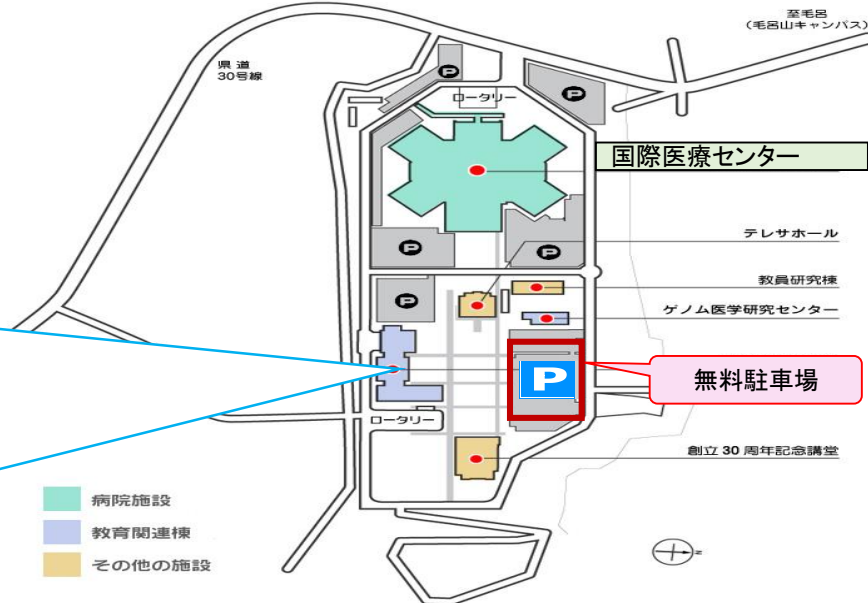 至毛呂
(毛呂山キャンパス)
県道
30号線
P
ロータリー
P
国際医療センター
テレサホール
P
P
教員研究棟
P
ゲノム医学研究センター
P
無料駐車場
ロータリー
創立 30 周年記念講堂
病院施設
教育関連棟
その他の施設
N